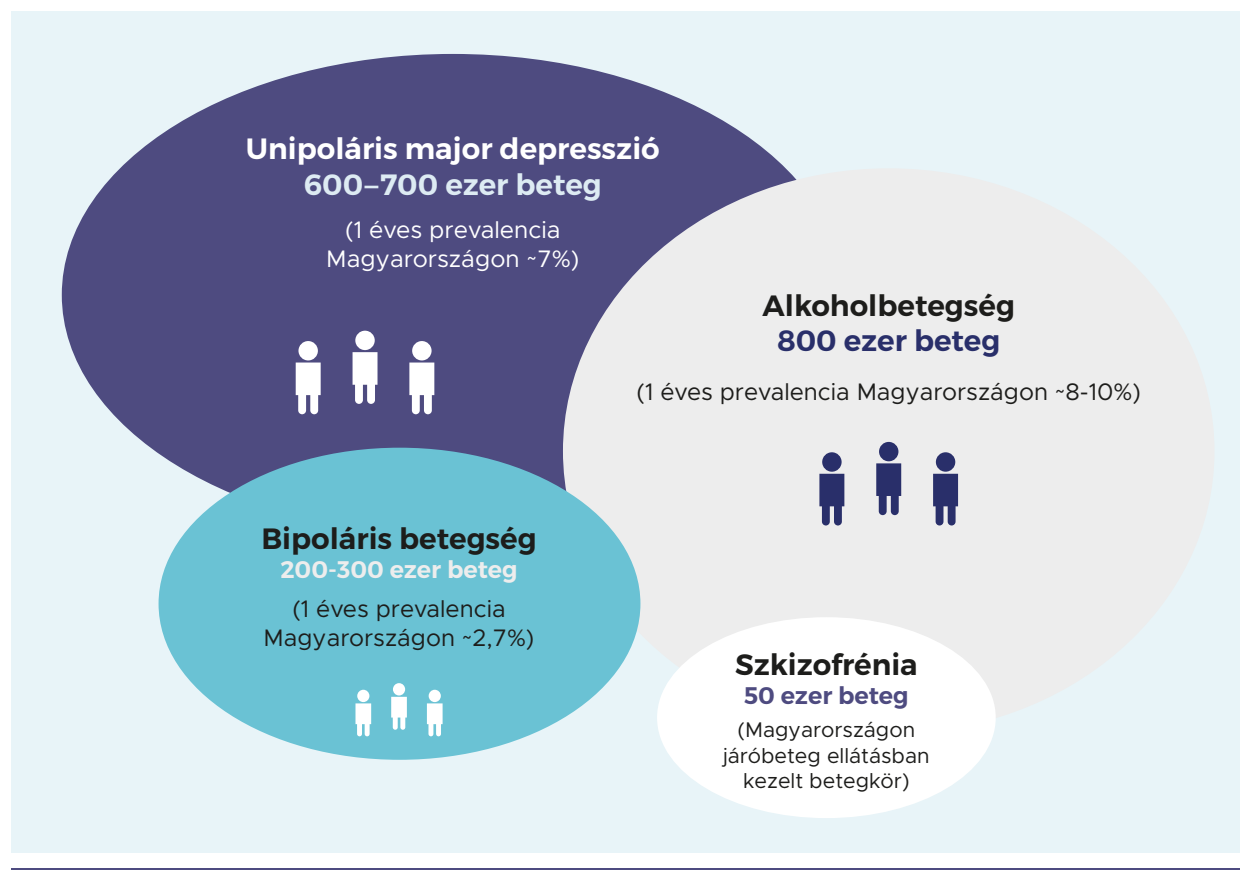 Unipoláris major depresszió
600–700 ezer beteg
(1 éves prevalencia
Magyarországon ~7%)
Alkoholbetegség
800 ezer beteg
(1 éves prevalencia Magyarországon ~8-10%)
Bipoláris betegség
200-300 ezer beteg
(1 éves prevalencia
Magyarországon ~2,7%)
Szkizofrénia
50 ezer beteg
(Magyarországon
járóbeteg ellátásban
kezelt betegkör)